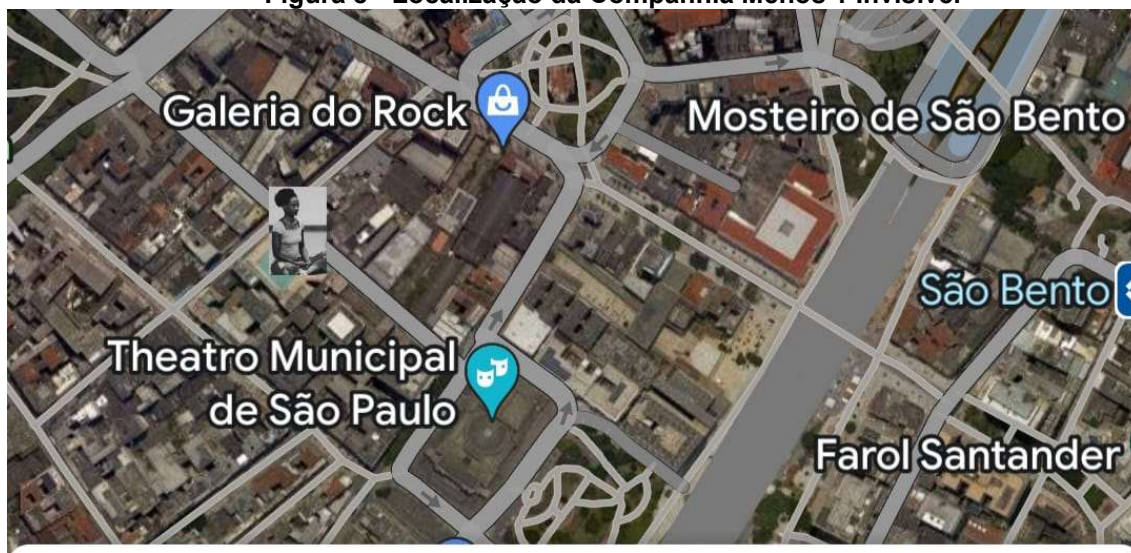 Galeria do Rock
Mosteiro de São Bento
São Bento
Theatro Municipal
de São Paulo
Farol Santander